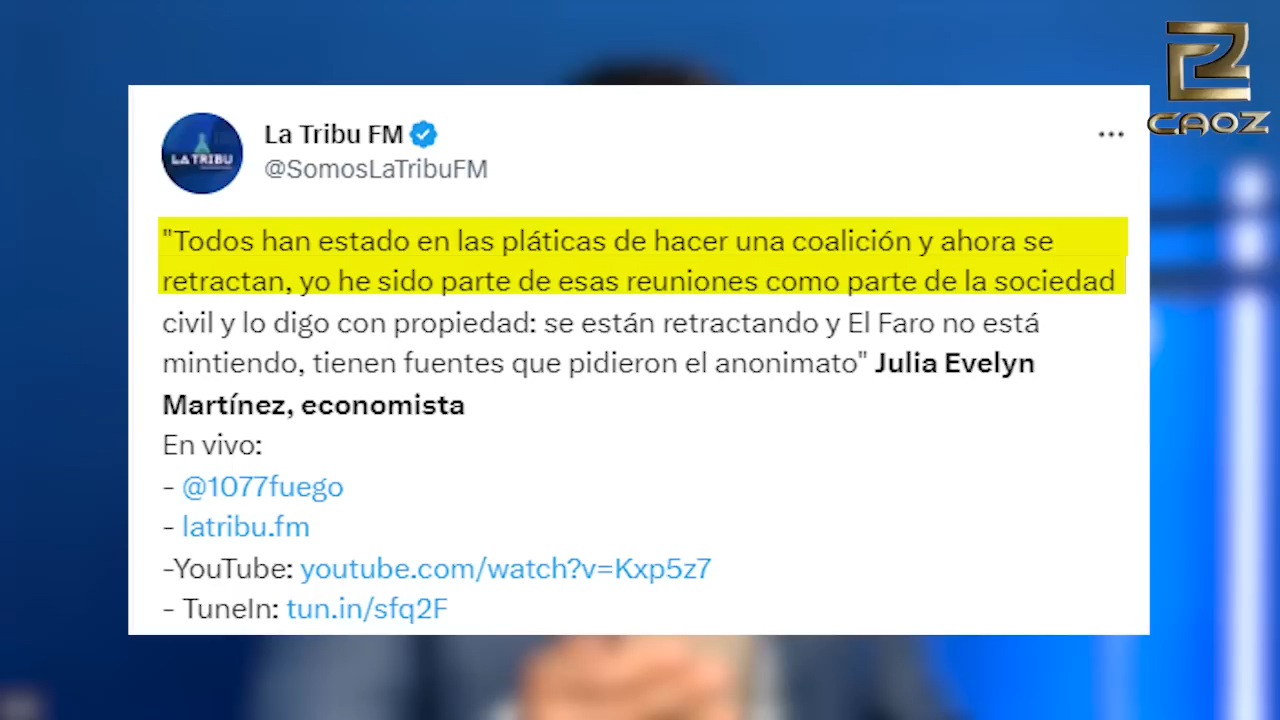 CAOZ
La Tribu FM
LA TRIBU
@SomosLaTribuFM
"Todos han estado en las pláticas de hacer una coalición y ahora se
retractan, yo he sido parte de esas reuniones como parte de la sociedad
civil y lo digo con propiedad: se están retractando y El Faro no está
mintiendo, tienen fuentes que pidieron el anonimato" Julia Evelyn
Martínez, economista
En vivo:
- @1077fuego
- latribu.fm
-YouTube: youtube.com/watch?v=Kxp5z7
- TuneIn: tun.in/sfq2F